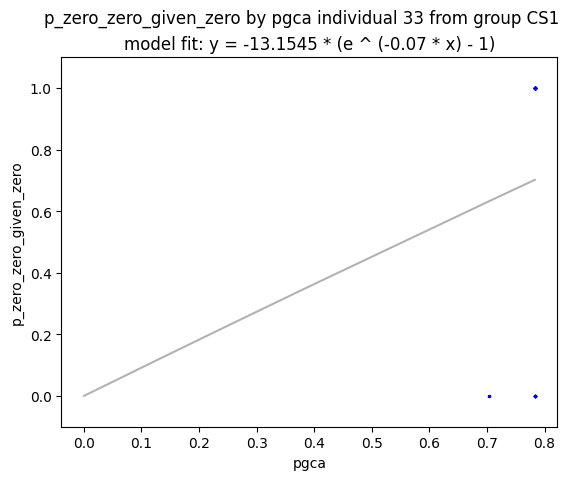 p_zero_zero_given_zero by pgca individual 33 from group CS1
model fit: y = -13.1545 * (e ^ (-0.07 * x) - 1)
1.0
0.8
0.6
0.4
0.2
0.0
p_zero_zero_given_zero
0.0 0.1 0.2 0.3 0.4 0.5 0.6 0.7 0.8
pgca